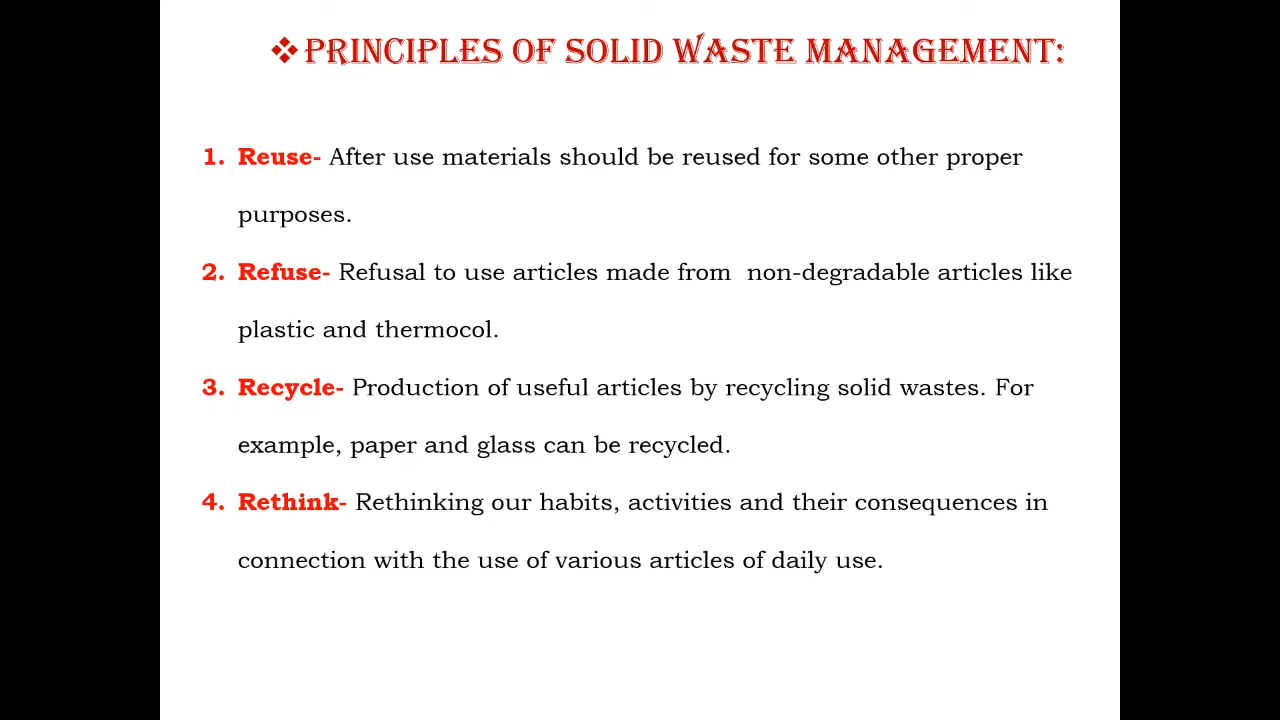 ❖PRINCIPLES OF SOLID WASTE MANAGEMENT:
1. Reuse- After use materials should be reused for some other proper
purposes.
2. Refuse- Refusal to use articles made from  non-degradable articles like
plastic and thermocol.
3. Recycle- Production of useful articles by recycling solid wastes. For
example, paper and glass can be recycled.
4. Rethink- Rethinking our habits, activities and their consequences in
connection with the use of various articles of daily use.